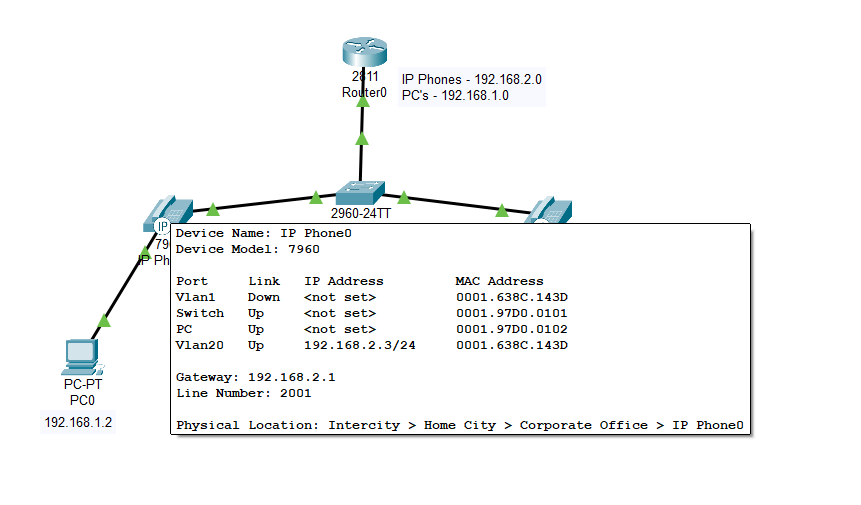 2811
Router0
IP Phones - 192.168.2.0
PC's - 192.168.1.0
2960-24TT
IP
IP Ph
Device Name: IP Phone0
Device Model: 7960
Port Link IP Address MAC Address
Vlan1 Down <not set> 0001.638C.143D
Switch Up <not set> 0001.97D0.0101
PC Up <not set> 0001.97D0.0102
Vlan20 Up 192.168.2.3/24 0001.638C.143D
Gateway: 192.168.2.1
Line Number: 2001
Physical Location: Intercity > Home City > Corporate Office > IP Phone0
PC-PT
PC0
192.168.1.2